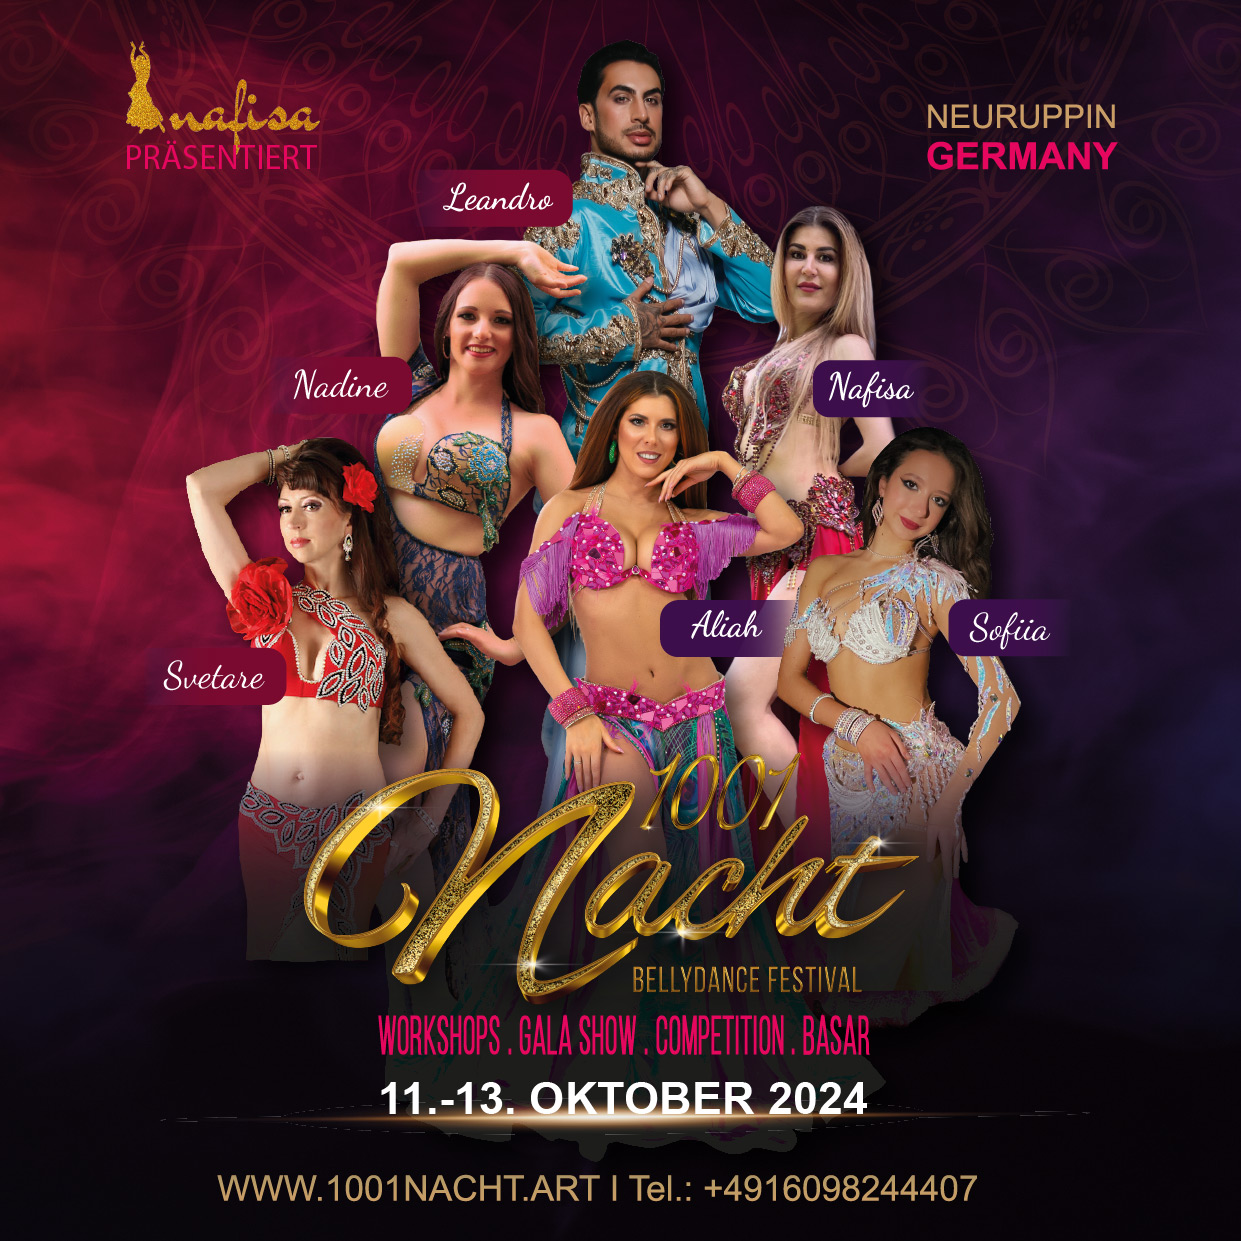 nafisa
PRÄSENTIERT
NEURUPPIN
GERMANY
Leandro
Nadine
Nafisa
Svetare
Aliah
Sofiia
1001
Nacht
BELLYDANCE FESTIVAL
WORKSHOPS . GALA SHOW . COMPETITION . BASAR
11.-13. OKTOBER 2024
WWW.1001NACHT.ART I Tel.: +4916098244407